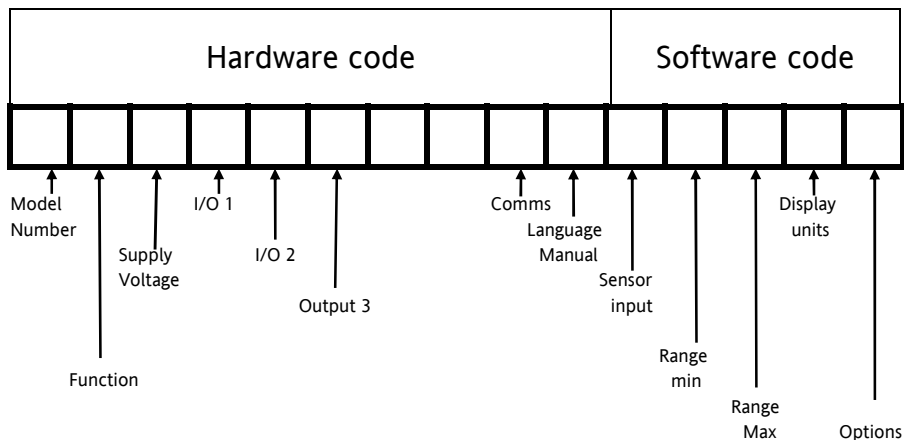 Hardware code
Software code
Model
Number
Function
Supply
Voltage
I/O 1
I/O 2
Output 3
Comms
Language
Manual
Sensor
input
Range
min
Range
Max
Display
units
Options